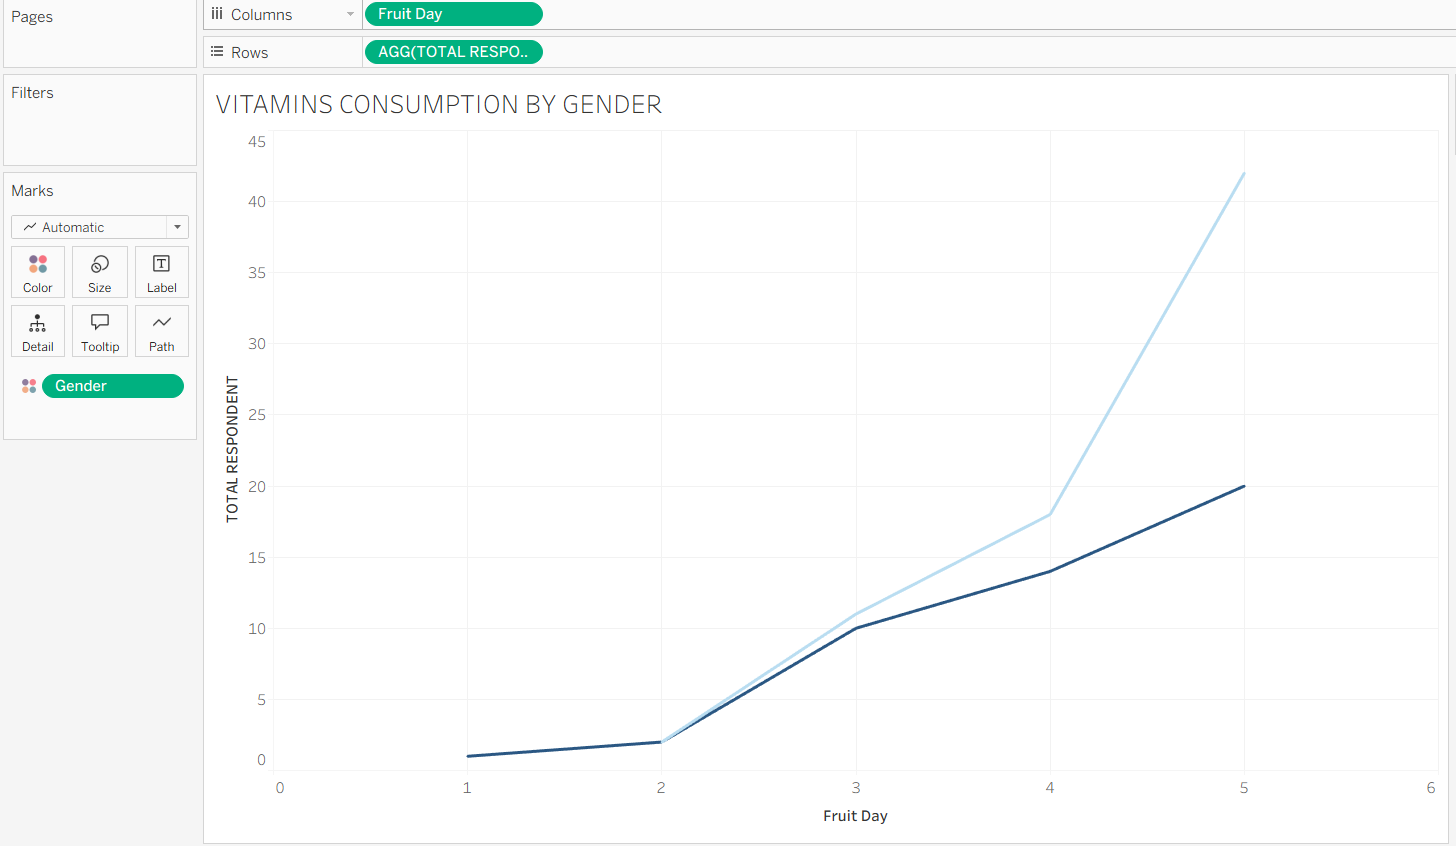 Pages
Columns
Fruit Day
Rows
AGG(TOTAL RESPO..
Filters
Marks
Automatic
Color
Size
Label
Detail
Tooltip
Path
Gender
VITAMINS CONSUMPTION BY GENDER
45
40
35
30
25
20
15
10
5
0
TOTAL RESPONDENT
0 1 2 3 4 5 6
Fruit Day